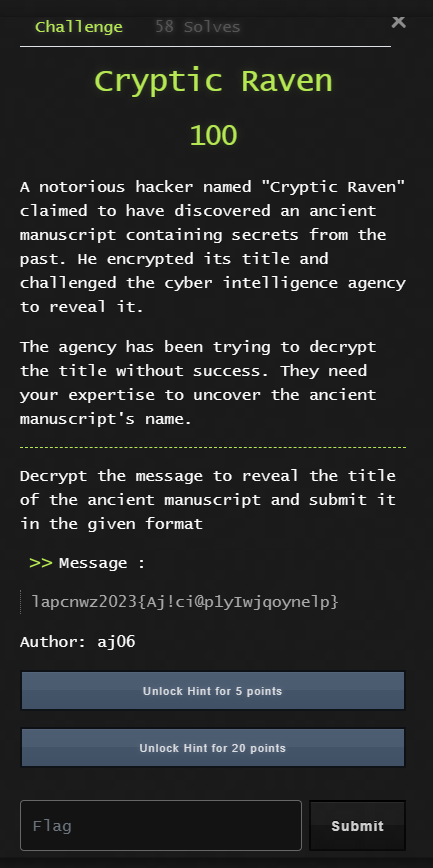 Challenge 58 Solves ×
Cryptic Raven
100
A notorious hacker named "Cryptic Raven"
claimed to have discovered an ancient
manuscript containing secrets from the
past. He encrypted its title and
challenged the cyber intelligence agency
to reveal it.
The agency has been trying to decrypt
the title without success. They need
your expertise to uncover the ancient
manuscript's name.
Decrypt the message to reveal the title
of the ancient manuscript and submit it
in the given format
>> Message :
lapcnwz2023{Aj!ci@p1yIwjqoynelp}
Author: aj06
Unlock Hint for 5 points
Unlock Hint for 20 points
Flag Submit